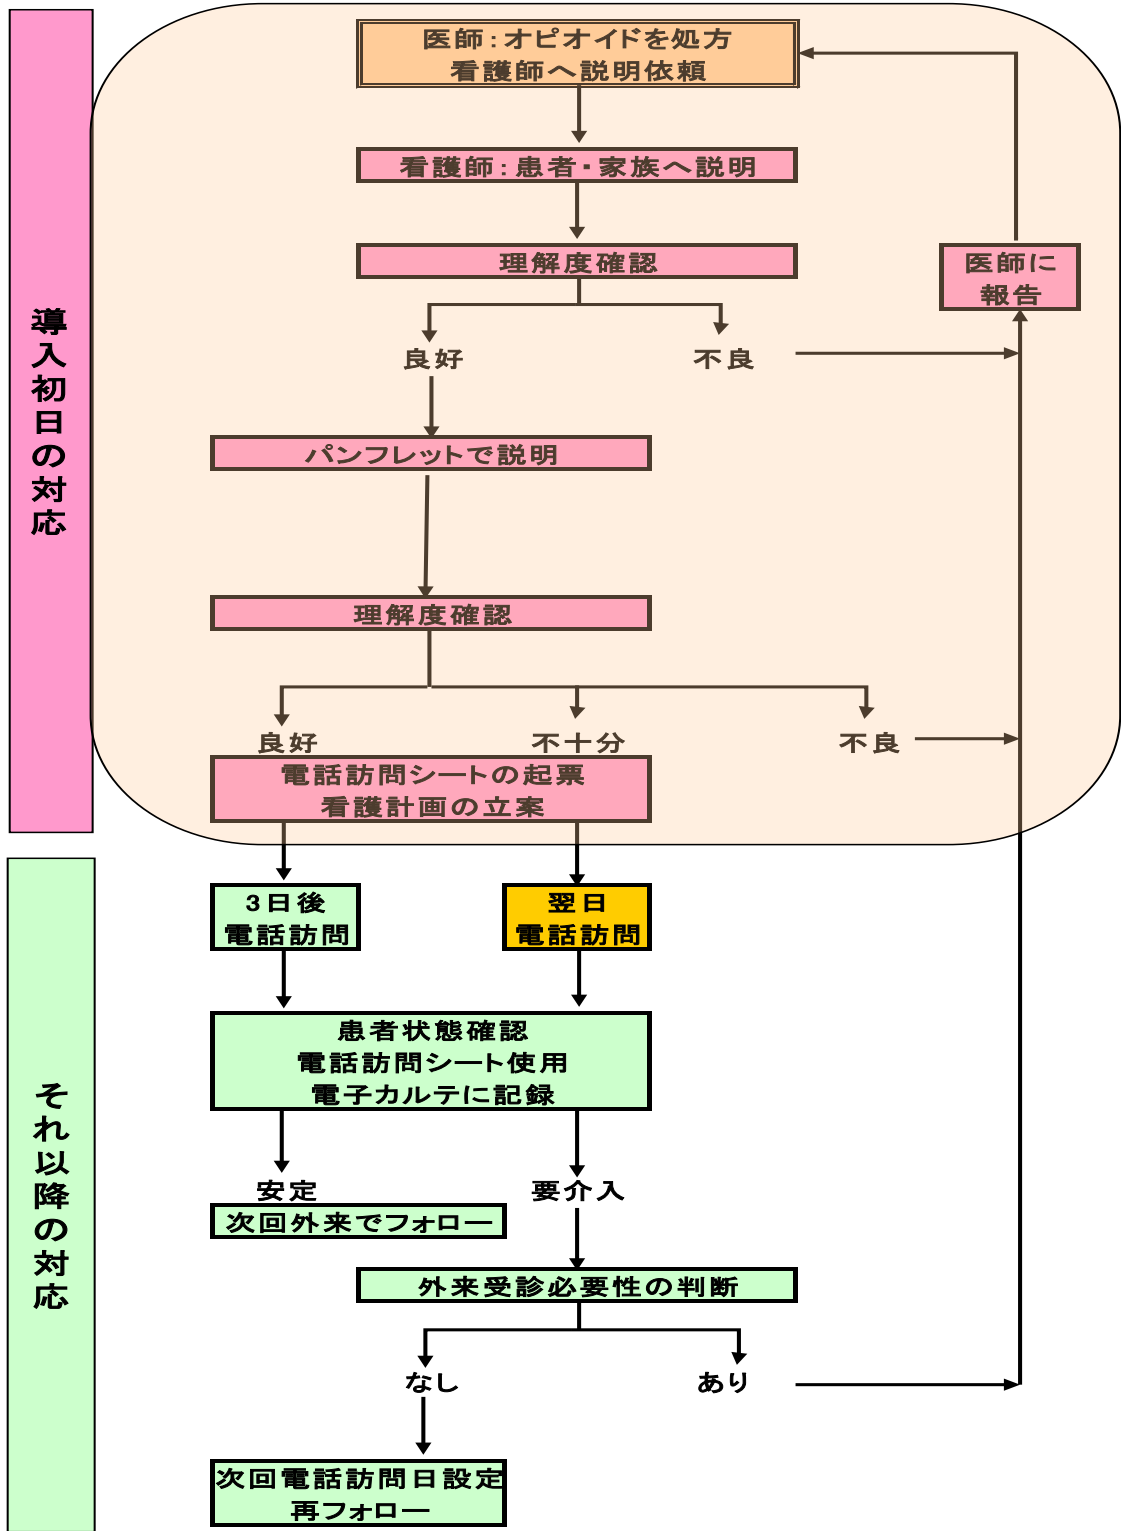 導入初日の対応
医師:オピオイドを処方
看護師へ説明依頼
看護師:患者・家族へ説明
理解度確認
医師に
報告
良好
不良
パンフレットで説明
理解度確認
良好
不十分
不良
電話訪問シートの起票
看護計画の立案
それ以降の対応
3日後
電話訪問
翌日
電話訪問
患者状態確認
電話訪問シート使用
電子カルテに記録
安定
要介入
次回外来でフォロー
外来受診必要性の判断
なし
あり
次回電話訪問日設定
再フォロー